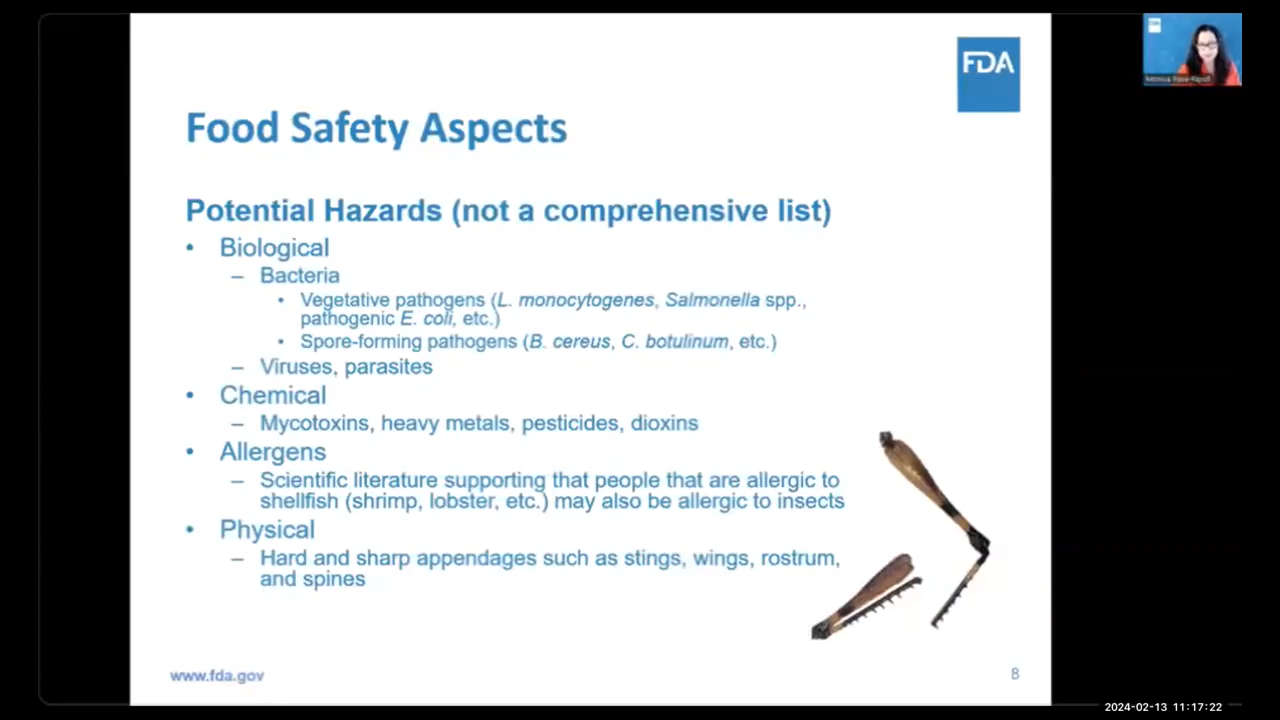 FDA
Food Safety Aspects
Potential Hazards (not a comprehensive list)
• Biological
– Bacteria
• Vegetative pathogens (L. monocytogenes, Salmonella spp.,
pathogenic E. coli, etc.)
• Spore-forming pathogens (B. cereus, C. botulinum, etc.)
– Viruses, parasites
• Chemical
– Mycotoxins, heavy metals, pesticides, dioxins
• Allergens
– Scientific literature supporting that people that are allergic to
shellfish (shrimp, lobster, etc.) may also be allergic to insects
• Physical
– Hard and sharp appendages such as stings, wings, rostrum,
and spines
www.fda.gov
8
2024-02-13 11:17:22